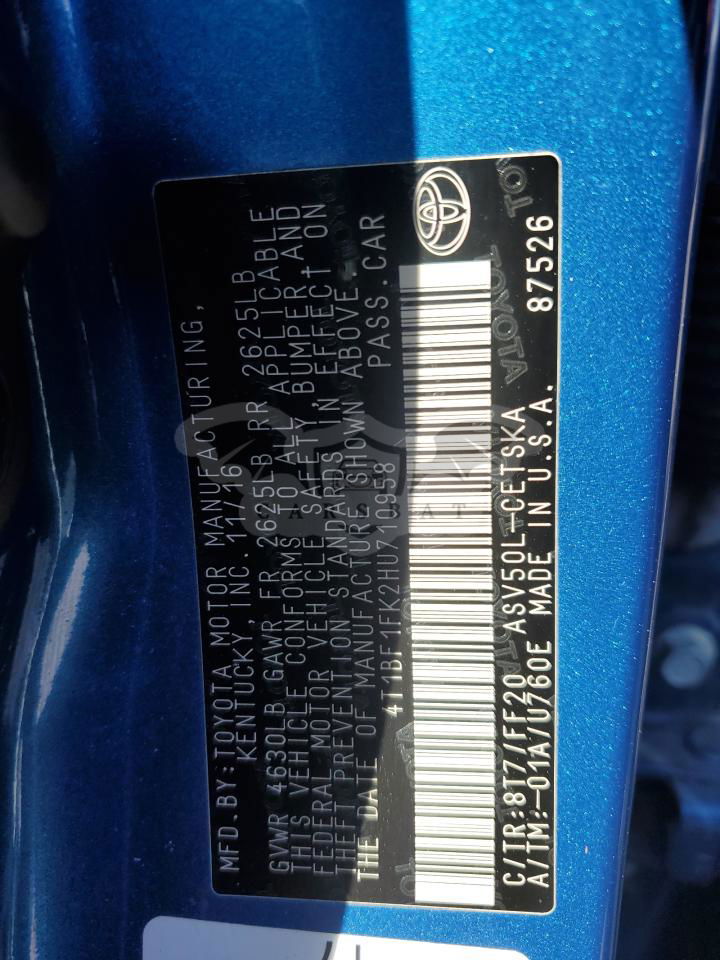 MFD.BY:TOYOTA MOTOR MANUFACTURING,
KENTUCKY, INC. 11/16
GVWR 4630LB GAWR FR 2625LB RR 2625LB
THIS VEHICLE CONFORMS TO ALL APPLICABLE
FEDERAL MOTOR VEHICLE SAFETY, BUMPER, AND
THEFT PREVENTION STANDARDS IN EFFECT ON
THE DATE OF MANUFACTURE SHOWN ABOVE.
PASS.CAR
4T1BF1FK2HU710958
C/TR:8T7/FF20 ASV50L-CETSKA
A/TM:-01A/U760E MADE IN U.S.A. 87526
TOYOTA